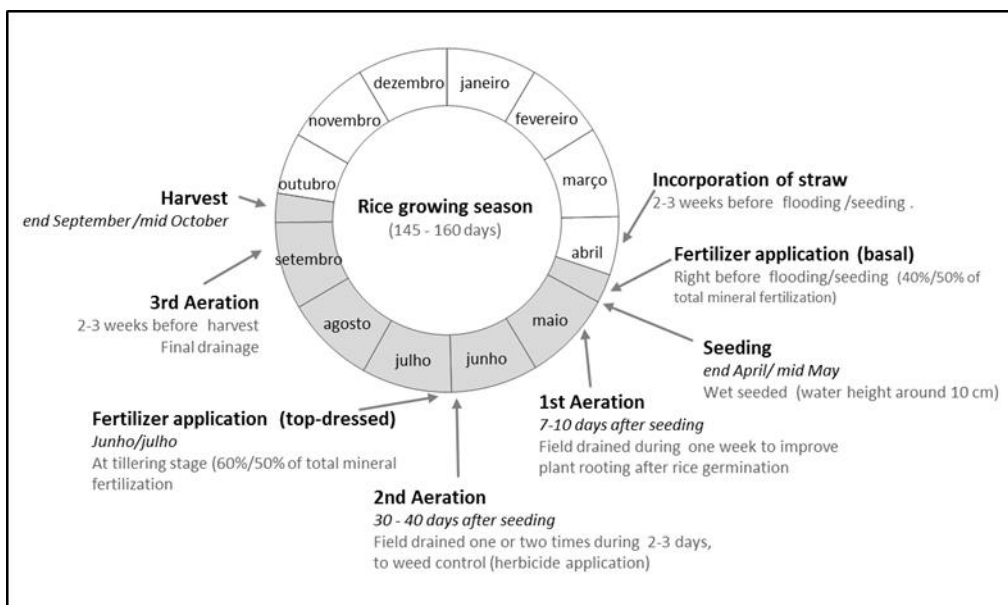 dezembro
janeiro
novembro
fevereiro
outubro
março
setembro
abril
agosto
maio
julho
junho
Rice growing season
(145 - 160 days)
Incorporation of straw
2-3 weeks before flooding /seeding .
Fertilizer application (basal)
Right before flooding/seeding (40%/50% of
total mineral fertilization)
Seeding
end April/ mid May
Wet seeded (water height around 10 cm)
1st Aeration
7-10 days after seeding
Field drained during one week to improve
plant rooting after rice germination
2nd Aeration
30 - 40 days after seeding
Field drained one or two times during 2-3 days,
to weed control (herbicide application)
Fertilizer application (top-dressed)
Junho/julho
At tillering stage (60%/50% of total mineral
fertilization
3rd Aeration
2-3 weeks before harvest
Final drainage
Harvest
end September/mid October